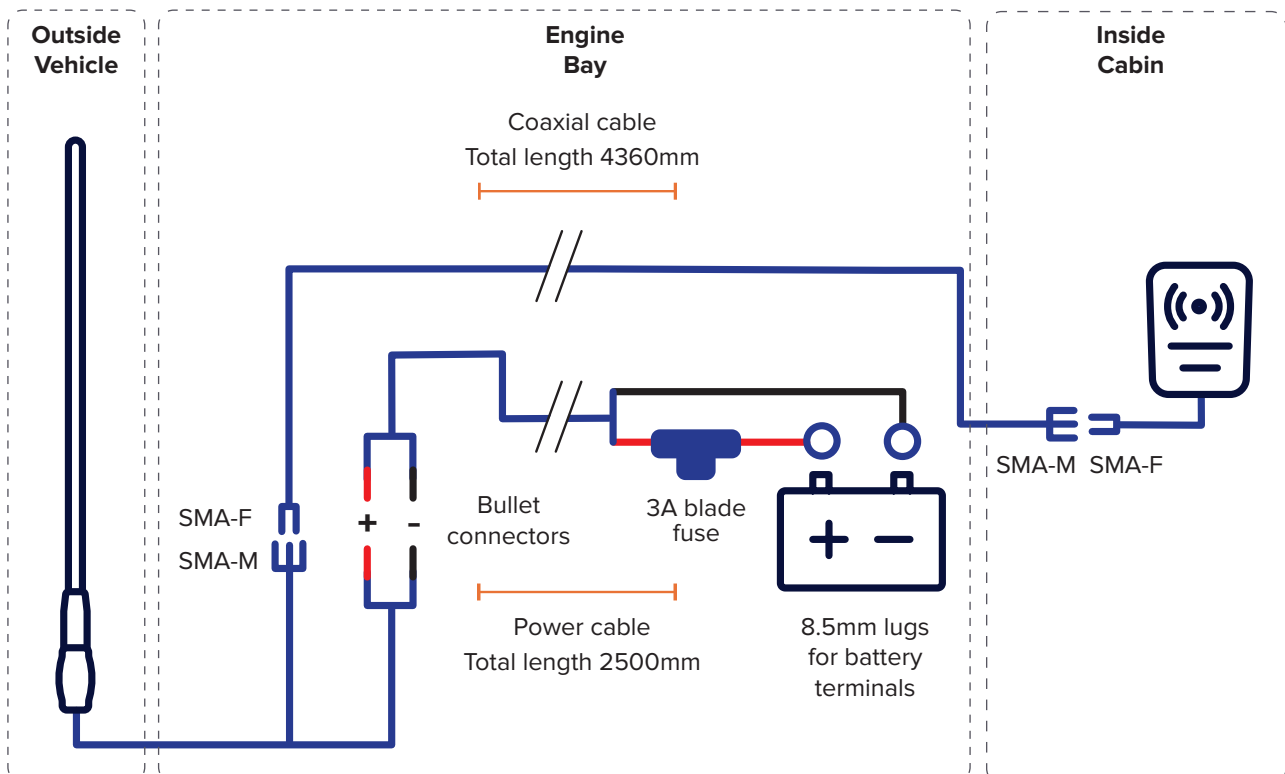 Outside
Vehicle
Engine
Bay
Inside
Cabin
Coaxial cable
Total length 4360mm
SMA-F
SMA-M
+
-
Bullet
connectors
3A blade
fuse
+ −
SMA-M SMA-F
Power cable
Total length 2500mm
8.5mm lugs
for battery
terminals